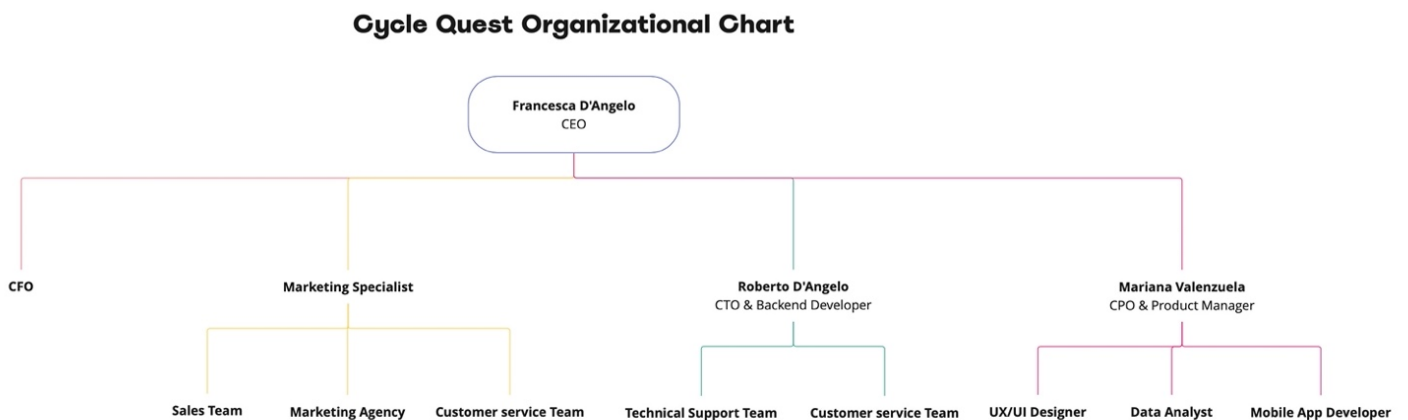 Cycle Quest Organizational Chart
Francesca D'Angelo
CEO
CFO
Marketing Specialist
Roberto D'Angelo
CTO & Backend Developer
Mariana Valenzuela
CPO & Product Manager
Sales Team
Marketing Agency
Customer service Team
Technical Support Team
Customer service Team
UX/UI Designer
Data Analyst
Mobile App Developer